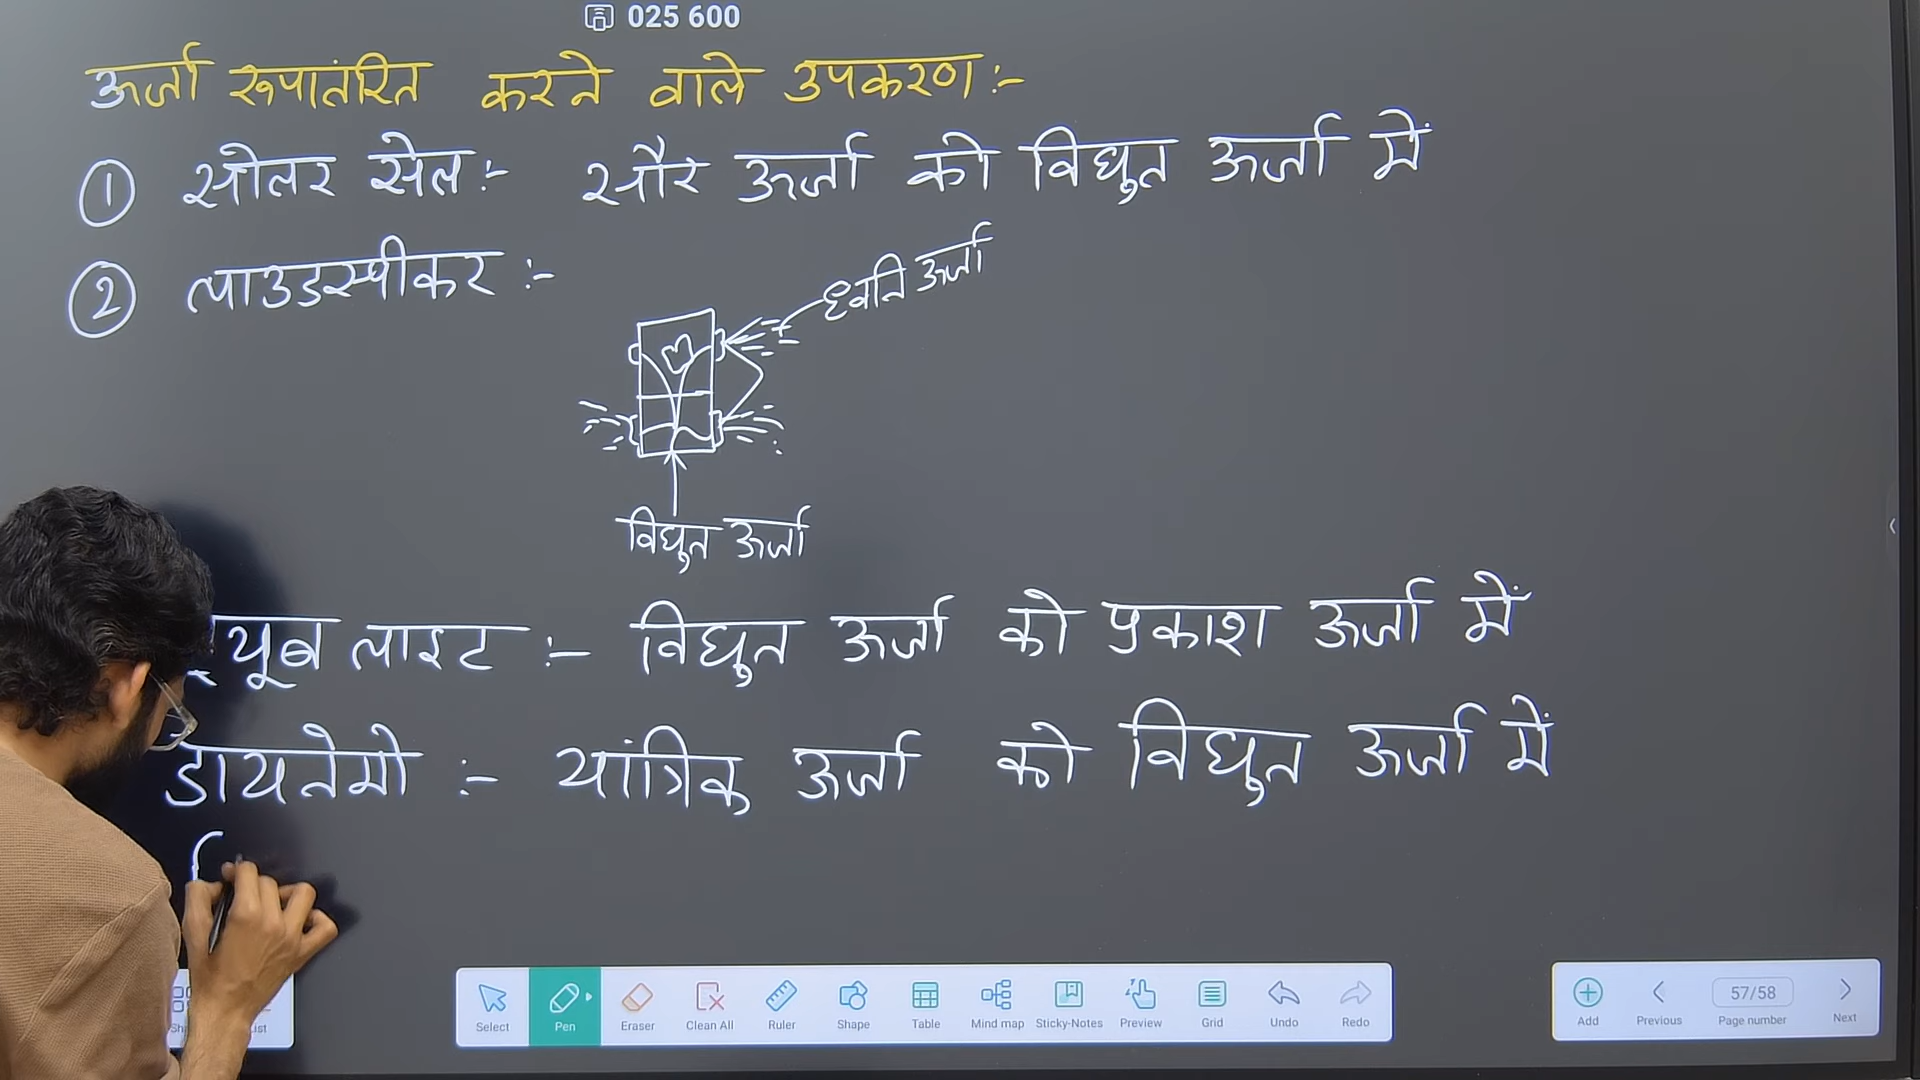 025 600
ऊर्जा रूपांतरित करने वाले उपकरण:-
① सोलर सेल:- सौर ऊर्जा को विधुत ऊर्जा में
② लाउडस्पीकर :-
ध्वनि ऊर्जा
विधुत ऊर्जा
ट्यूब लाइट :- विधुत ऊर्जा को प्रकाश ऊर्जा में
डायनेमो :- यांत्रिक ऊर्जा को विधुत ऊर्जा में
Select Pen Eraser Clean All Ruler Shape Table Mind map Sticky-Notes Preview Grid Undo Redo
Add Previous 57/58 Page number Next